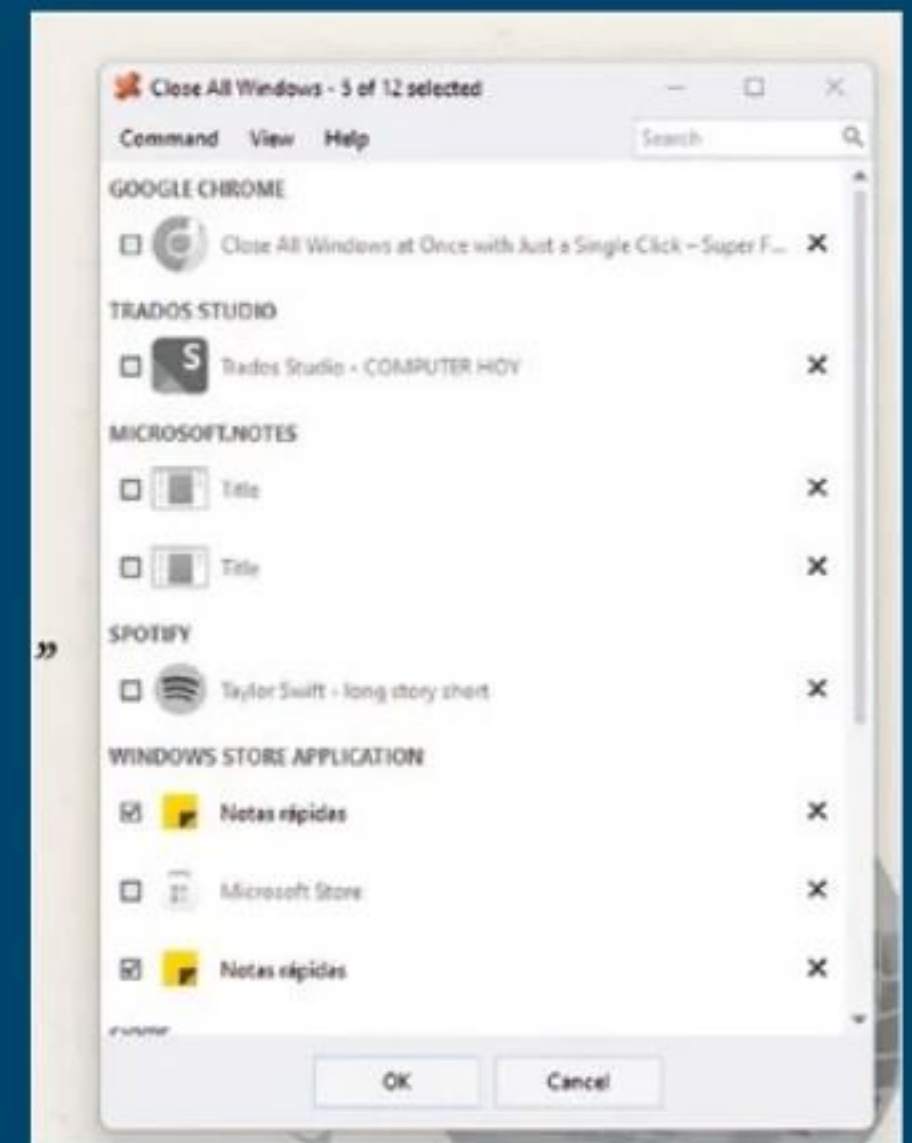 Close All Windows - 5 of 12 selected
Command View Help Search
GOOGLE CHROME
Close All Windows at Once with Just a Single Click – Super F...
TRADOS STUDIO
Trados Studio - COMPUTER HOY
MICROSOFT.NOTES
Title
Title
SPOTIFY
”
Taylor Swift - long story short
WINDOWS STORE APPLICATION
Notas rápidas
Microsoft Store
Notas rápidas
OK Cancel